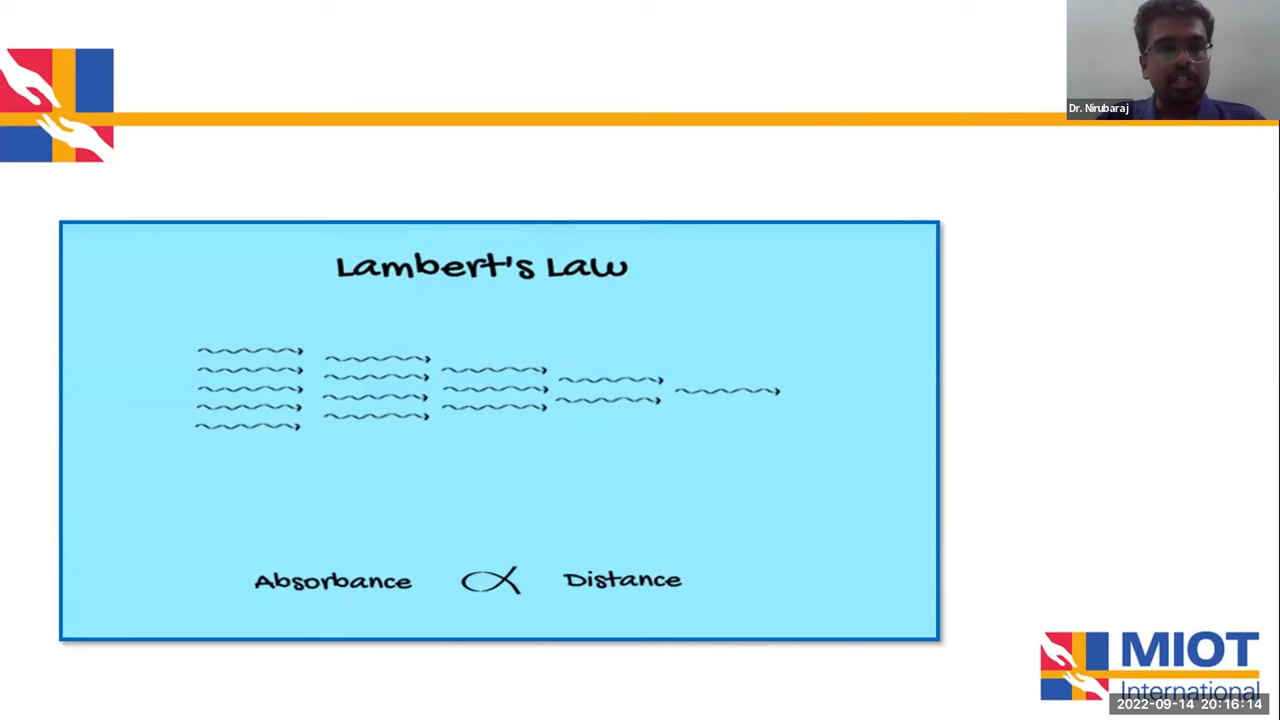 Dr. Nirubaraj
Lambert's Law
Absorbance α Distance
MIOT
International
2022-09-14 20:16:14